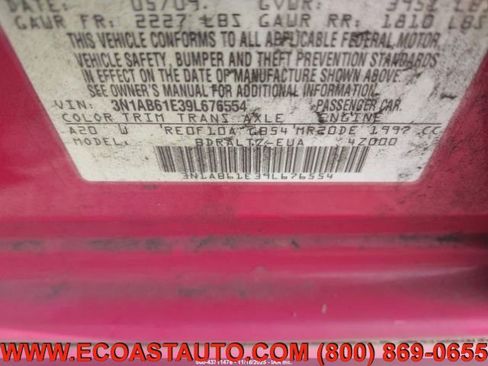 DATE: 05/09. GVWR: 3951 LB
GAWR FR: 2227 LBS GAWR RR: 1810 LBS
THIS VEHICLE CONFORMS TO ALL APPLICABLE FEDERAL MOTOR
VEHICLE SAFETY, BUMPER AND THEFT PREVENTION STANDARDS
IN EFFECT ON THE DATE OF MANUFACTURE SHOWN ABOVE.
SEE OWNER'S MANUAL FOR ADDITIONAL INFORMATION.
VIN: 3N1AB61E39L676554 PASSENGER CAR
COLOR TRIM TRANS AXLE ENGINE
A20 W RE0F10A GB54 MR20DE 1997 CC
MODEL: BDRALTZ-EUA 4Z000
3N1AB61E39L676554
WWW.ECOASTAUTO.COM (800) 869-0655